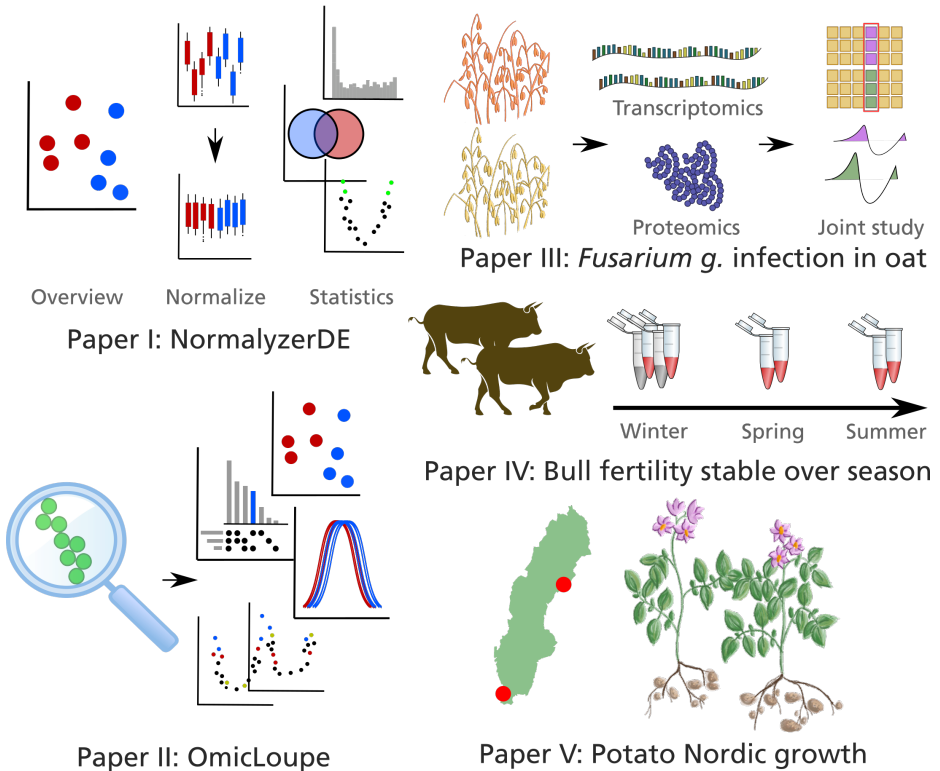 Overview
Normalize
Statistics
Paper I: NormalyzerDE
Paper II: OmicLoupe
Transcriptomics
Proteomics
Joint study
Paper III: Fusarium g. infection in oat
Winter
Spring
Summer
Paper IV: Bull fertility stable over season
Paper V: Potato Nordic growth